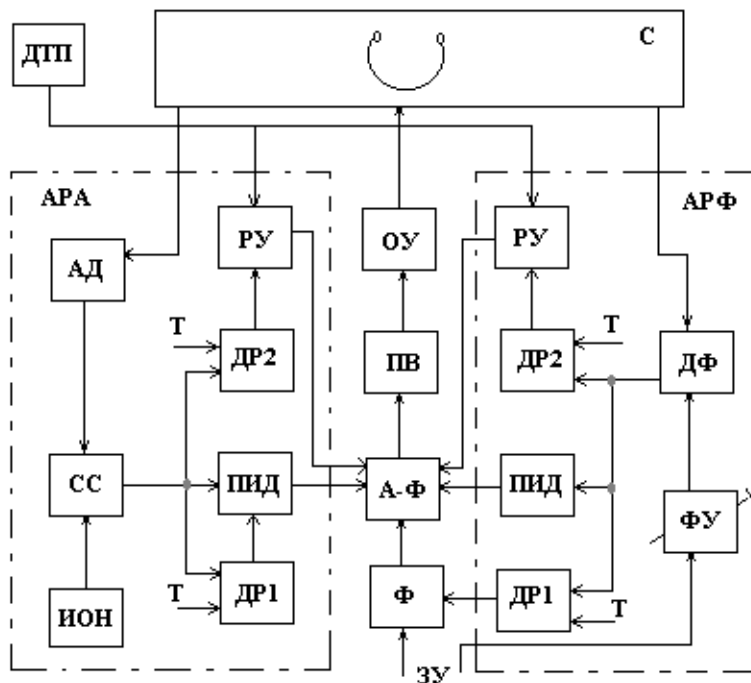 С
ДТП
АРА
АРФ
РУ
ОУ
РУ
АД
Т
Т
ДР2
ПВ
ДР2
ДФ
СС
ПИД
А-Ф
ПИД
ФУ
Т
ДР1
Ф
ДР1
Т
ИОН
ЗУ